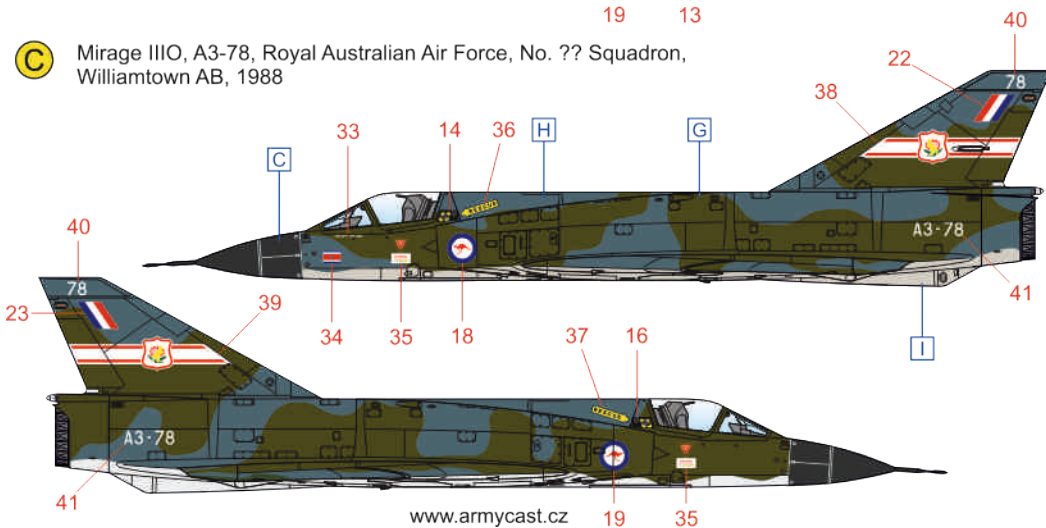 19 13
C
Mirage IIIO, A3-78, Royal Australian Air Force, No. ?? Squadron,
Williamtown AB, 1988
40
22
78
38
33
14
36
H
G
C
RESCUE
A3-78
34
35
18
41
I
40
78
23
39
37
16
RESCUE
A3-78
41
19
35
www.armycast.cz